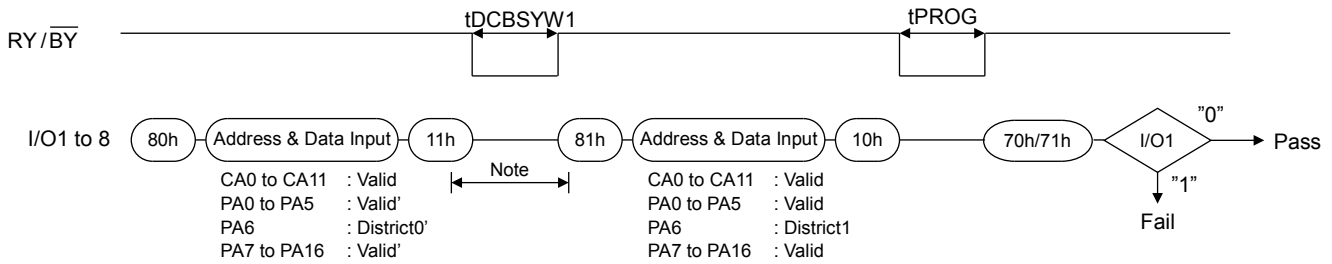 tDCBSYW1
tPROG
RY/BY
I/O1 to 8
80h
Address & Data Input
11h
81h
Address & Data Input
10h
70h/71h
I/O1
”0”
Pass
”1”
Fail
Note
CA0 to CA11 : Valid
PA0 to PA5 : Valid’
PA6 : District0’
PA7 to PA16 : Valid’
CA0 to CA11 : Valid
PA0 to PA5 : Valid
PA6 : District1
PA7 to PA16 : Valid